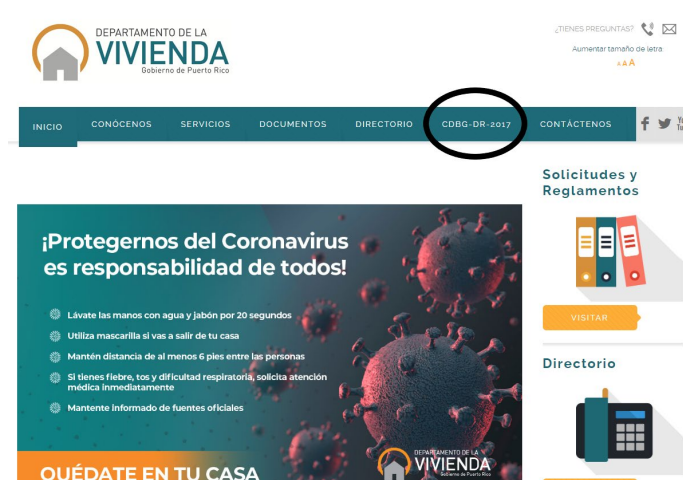 DEPARTAMENTO DE LA
VIVIENDA
Gobierno de Puerto Rico
¿TIENES PREGUNTAS?
Aumentar tamaño de letra:
A A A
INICIO
CONÓCENOS
SERVICIOS
DOCUMENTOS
DIRECTORIO
CDBG-DR-2017
CONTÁCTENOS
¡Protegernos del Coronavirus
es responsabilidad de todos!
Lávate las manos con agua y jabón por 20 segundos
Utiliza mascarilla si vas a salir de tu casa
Mantén distancia de al menos 6 pies entre las personas
Si tienes fiebre, tos y dificultad respiratoria, solicita atención
médica inmediatamente
Mantente informado de fuentes oficiales
QUÉDATE EN TU CASA
DEPARTAMENTO DE LA
VIVIENDA
Gobierno de Puerto Rico
Solicitudes y
Reglamentos
VISITAR
Directorio